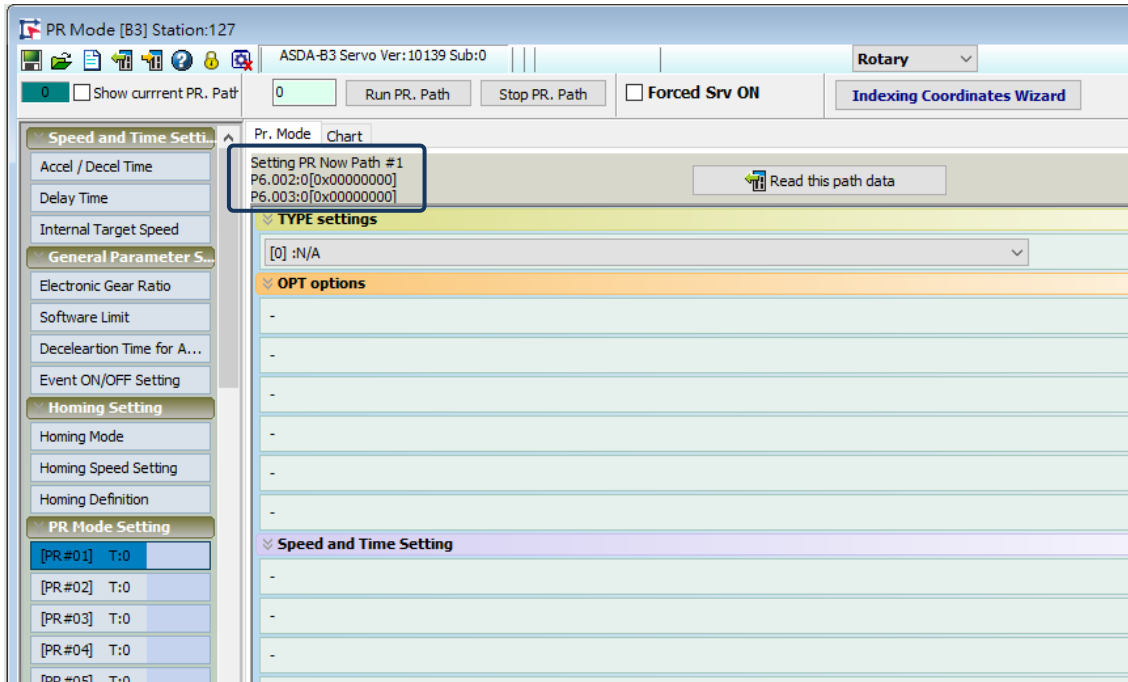 PR Mode [B3] Station:127
ASDA-B3 Servo Ver:10139 Sub:0
Rotary
0
Show currrent PR. Path
0
Run PR. Path
Stop PR. Path
Forced Srv ON
Indexing Coordinates Wizard
Speed and Time Setti...
Accel / Decel Time
Delay Time
Internal Target Speed
General Parameter S...
Electronic Gear Ratio
Software Limit
Deceleartion Time for A...
Event ON/OFF Setting
Homing Setting
Homing Mode
Homing Speed Setting
Homing Definition
PR Mode Setting
[PR#01] T:0
[PR#02] T:0
[PR#03] T:0
[PR#04] T:0
[PR#05] T:0
Pr. Mode
Chart
Setting PR Now Path #1
P6.002:0[0x00000000]
P6.003:0[0x00000000]
Read this path data
TYPE settings
[0] :N/A
OPT options
-
-
-
-
-
-
Speed and Time Setting
-
-
-